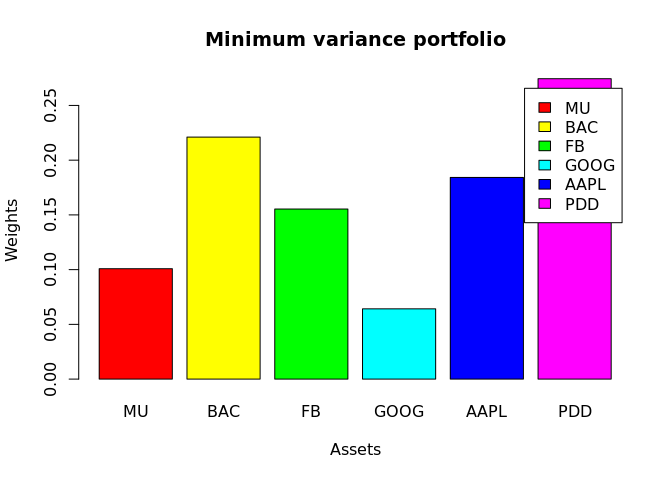 Minimum variance portfolio
Weights
0.25
0.20
0.15
0.10
0.05
0.00
MU
BAC
FB
GOOG
AAPL
PDD
MU BAC FB GOOG AAPL PDD
Assets